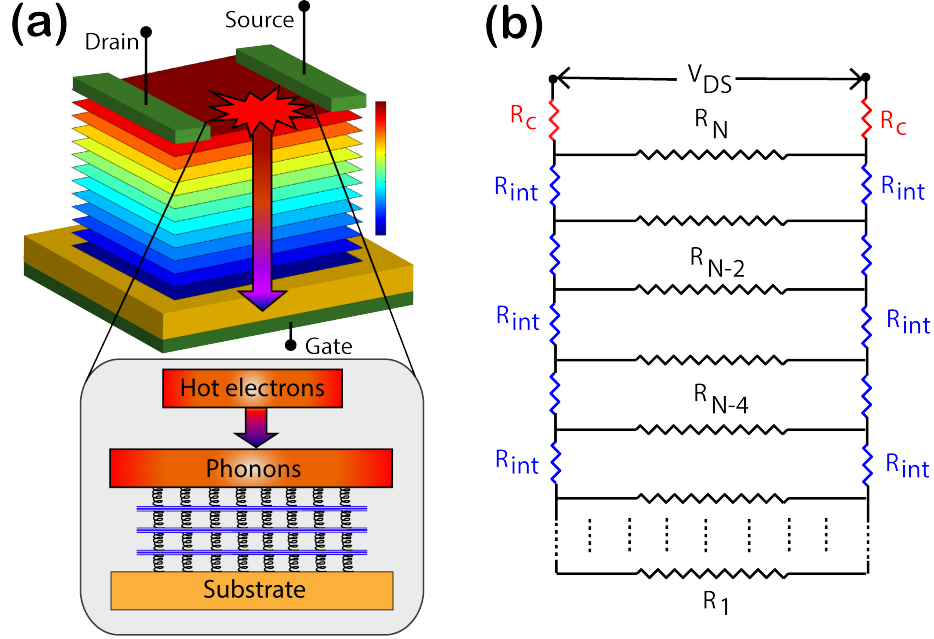 (a)
Source
Drain
Gate
Hot electrons
Phonons
Substrate
(b)
V_DS
R_c
R_N
R_c
R_int
R_int
R_N-2
R_int
R_int
R_N-4
R_int
R_int
R_1